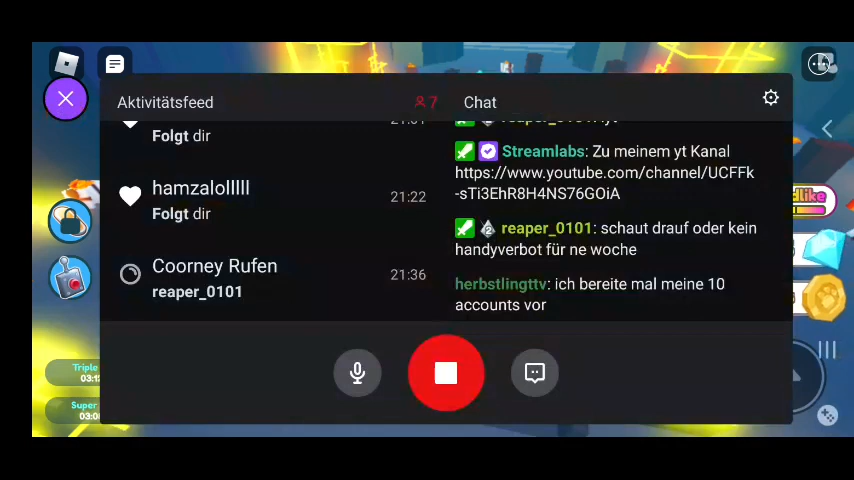 Aktivitätsfeed
7
Chat
Folgt dir
hamzalolllll
21:22
Folgt dir
Coorney Rufen
21:36
reaper_0101
Streamlabs: Zu meinem yt Kanal
https://www.youtube.com/channel/UCFFk
-sTi3EhR8H4NS76GOiA
2 reaper_0101: schaut drauf oder kein
handyverbot für ne woche
herbstlingttv: ich bereite mal meine 10
accounts vor
Triple
Super